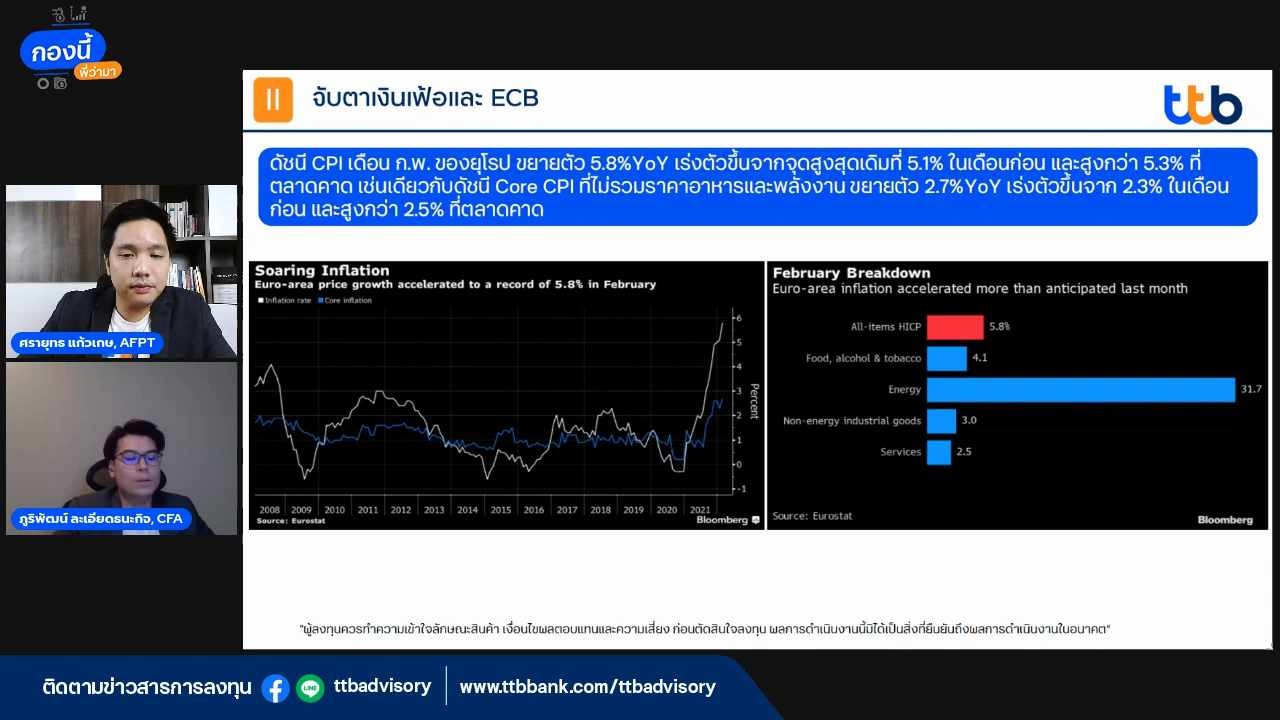 กองนี้
พี่ว่ามา
จับตาเงินเฟ้อและ ECB
ttb
ดัชนี CPI เดือน ก.พ. ของยุโรป ขยายตัว 5.8%YoY เร่งตัวขึ้นจากจุดสูงสุดเดิมที่ 5.1% ในเดือนก่อน และสูงกว่า 5.3% ที่
ตลาดคาด เช่นเดียวกับดัชนี Core CPI ที่ไม่รวมราคาอาหารและพลังงาน ขยายตัว 2.7%YoY เร่งตัวขึ้นจาก 2.3% ในเดือน
ก่อน และสูงกว่า 2.5% ที่ตลาดคาด
ศรายุทธ แก้วเกษ, AFPT
ภูริพัฒน์ ละเอียดธนะกิจ, CFA
Soaring Inflation
Euro-area price growth accelerated to a record of 5.8% in February
Inflation rate Core inflation
6
5
4
3
2
1
0
-1
Percent
2008 2009 2010 2011 2012 2013 2014 2015 2016 2017 2018 2019 2020 2021
Source: Eurostat
Bloomberg
February Breakdown
Euro-area inflation accelerated more than anticipated last month
All-items HICP 5.8%
Food, alcohol & tobacco 4.1
Energy 31.7
Non-energy industrial goods 3.0
Services 2.5
Source: Eurostat
Bloomberg
"ผู้ลงทุนควรทำความเข้าใจลักษณะสินค้า เงื่อนไขผลตอบแทนและความเสี่ยง ก่อนตัดสินใจลงทุน ผลการดำเนินงานนี้มิได้เป็นสิ่งที่ยืนยันถึงผลการดำเนินงานในอนาคต"
ติดตามข่าวสารการลงทุน f LINE ttbadvisory www.ttbbank.com/ttbadvisory